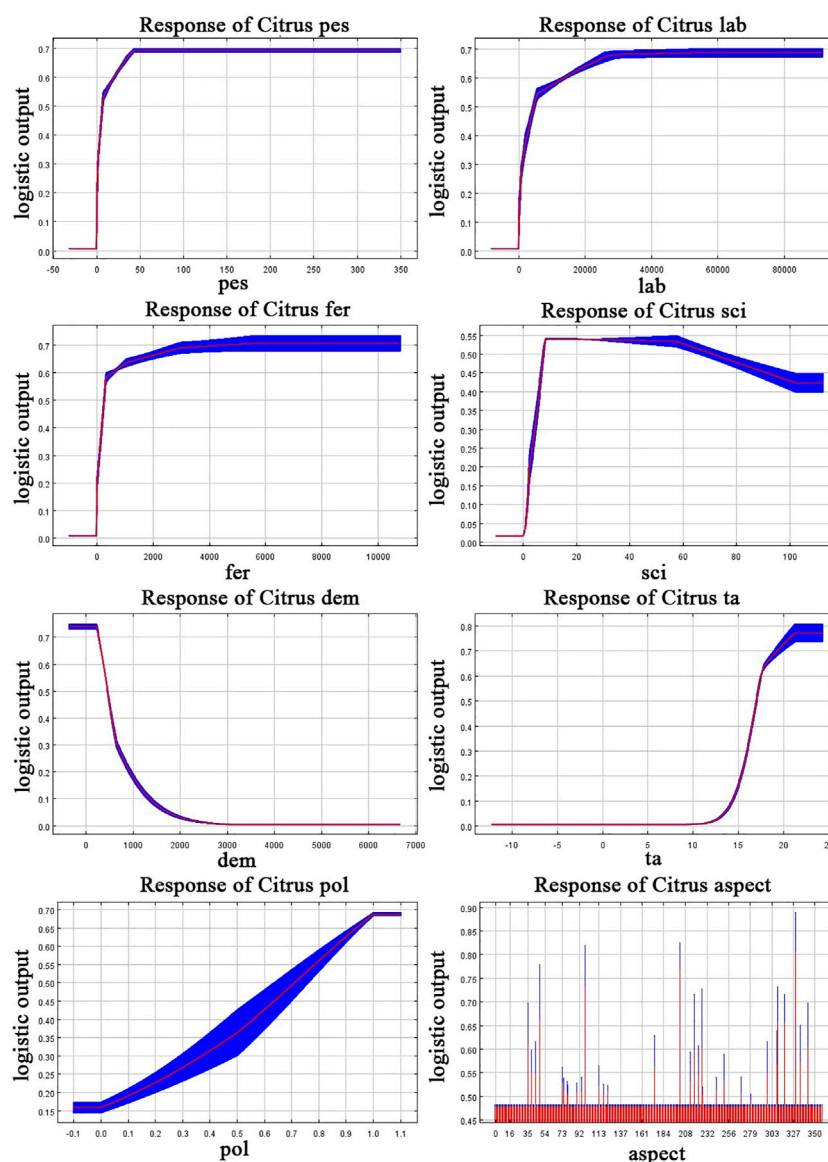 Response of Citrus pes
logistic output
0.7
0.6
0.5
0.4
0.3
0.2
0.1
0.0
-50 0 50 100 150 200 250 300 350
pes
Response of Citrus lab
logistic output
0.7
0.6
0.5
0.4
0.3
0.2
0.1
0.0
0 20000 40000 60000 80000
lab
Response of Citrus fer
logistic output
0.7
0.6
0.5
0.4
0.3
0.2
0.1
0.0
0 2000 4000 6000 8000 10000
fer
Response of Citrus sci
logistic output
0.55
0.50
0.45
0.40
0.35
0.30
0.25
0.20
0.15
0.10
0.05
0.00
0 20 40 60 80 100
sci
Response of Citrus dem
logistic output
0.7
0.6
0.5
0.4
0.3
0.2
0.1
0.0
0 1000 2000 3000 4000 5000 6000 7000
dem
Response of Citrus ta
logistic output
0.8
0.7
0.6
0.5
0.4
0.3
0.2
0.1
0.0
-10 -5 0 5 10 15 20
ta
Response of Citrus pol
logistic output
0.70
0.65
0.60
0.55
0.50
0.45
0.40
0.35
0.30
0.25
0.20
0.15
-0.1 0.0 0.1 0.2 0.3 0.4 0.5 0.6 0.7 0.8 0.9 1.0 1.1
pol
Response of Citrus aspect
logistic output
0.90
0.85
0.80
0.75
0.70
0.65
0.60
0.55
0.50
0.45
0 16 35 54 73 92 113 137 161 184 208 232 256 279 303 327 350
aspect